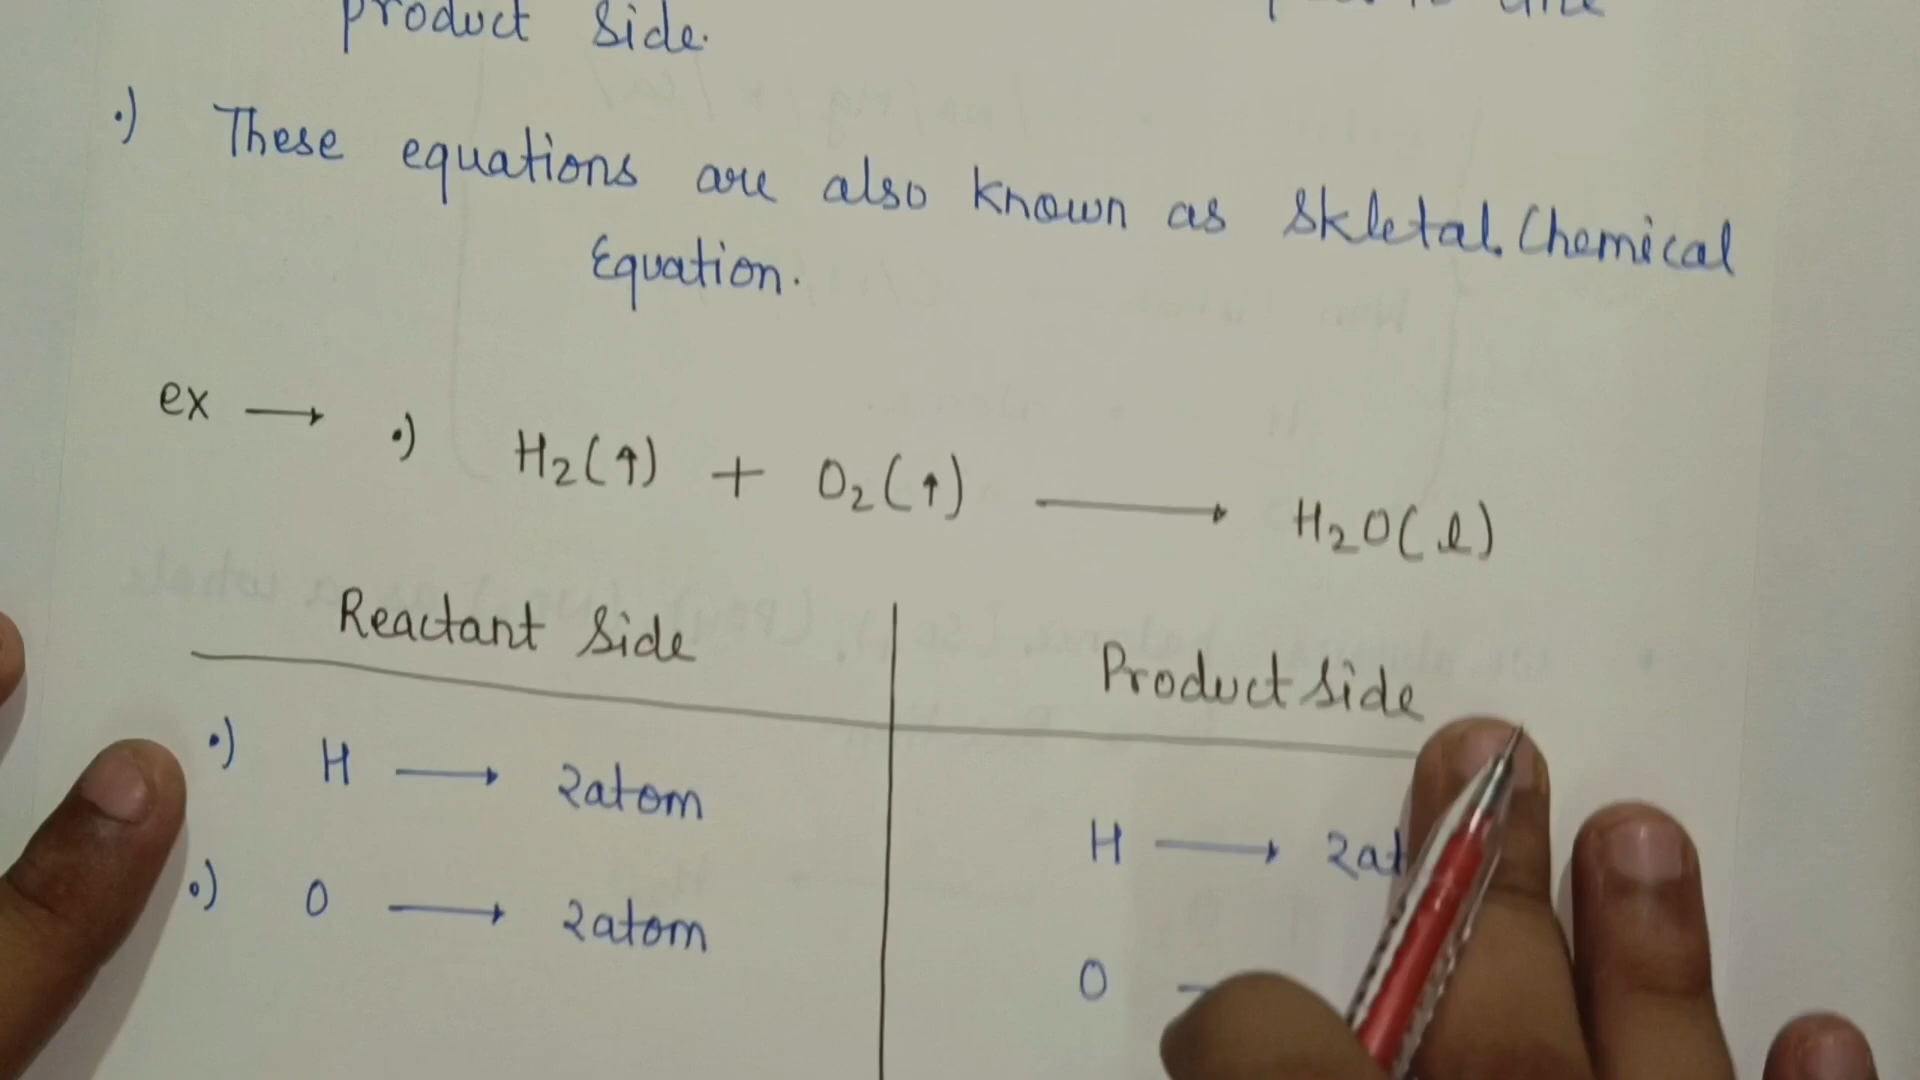 product side.
•) These equations are also known as Skletal Chemical
Equation.
ex → •) H₂(↑) + O₂(↑) ⟶ H₂O(l)
Reactant side
Product side
•) H → 2atom
H → 2at
•) O → 2atom
O